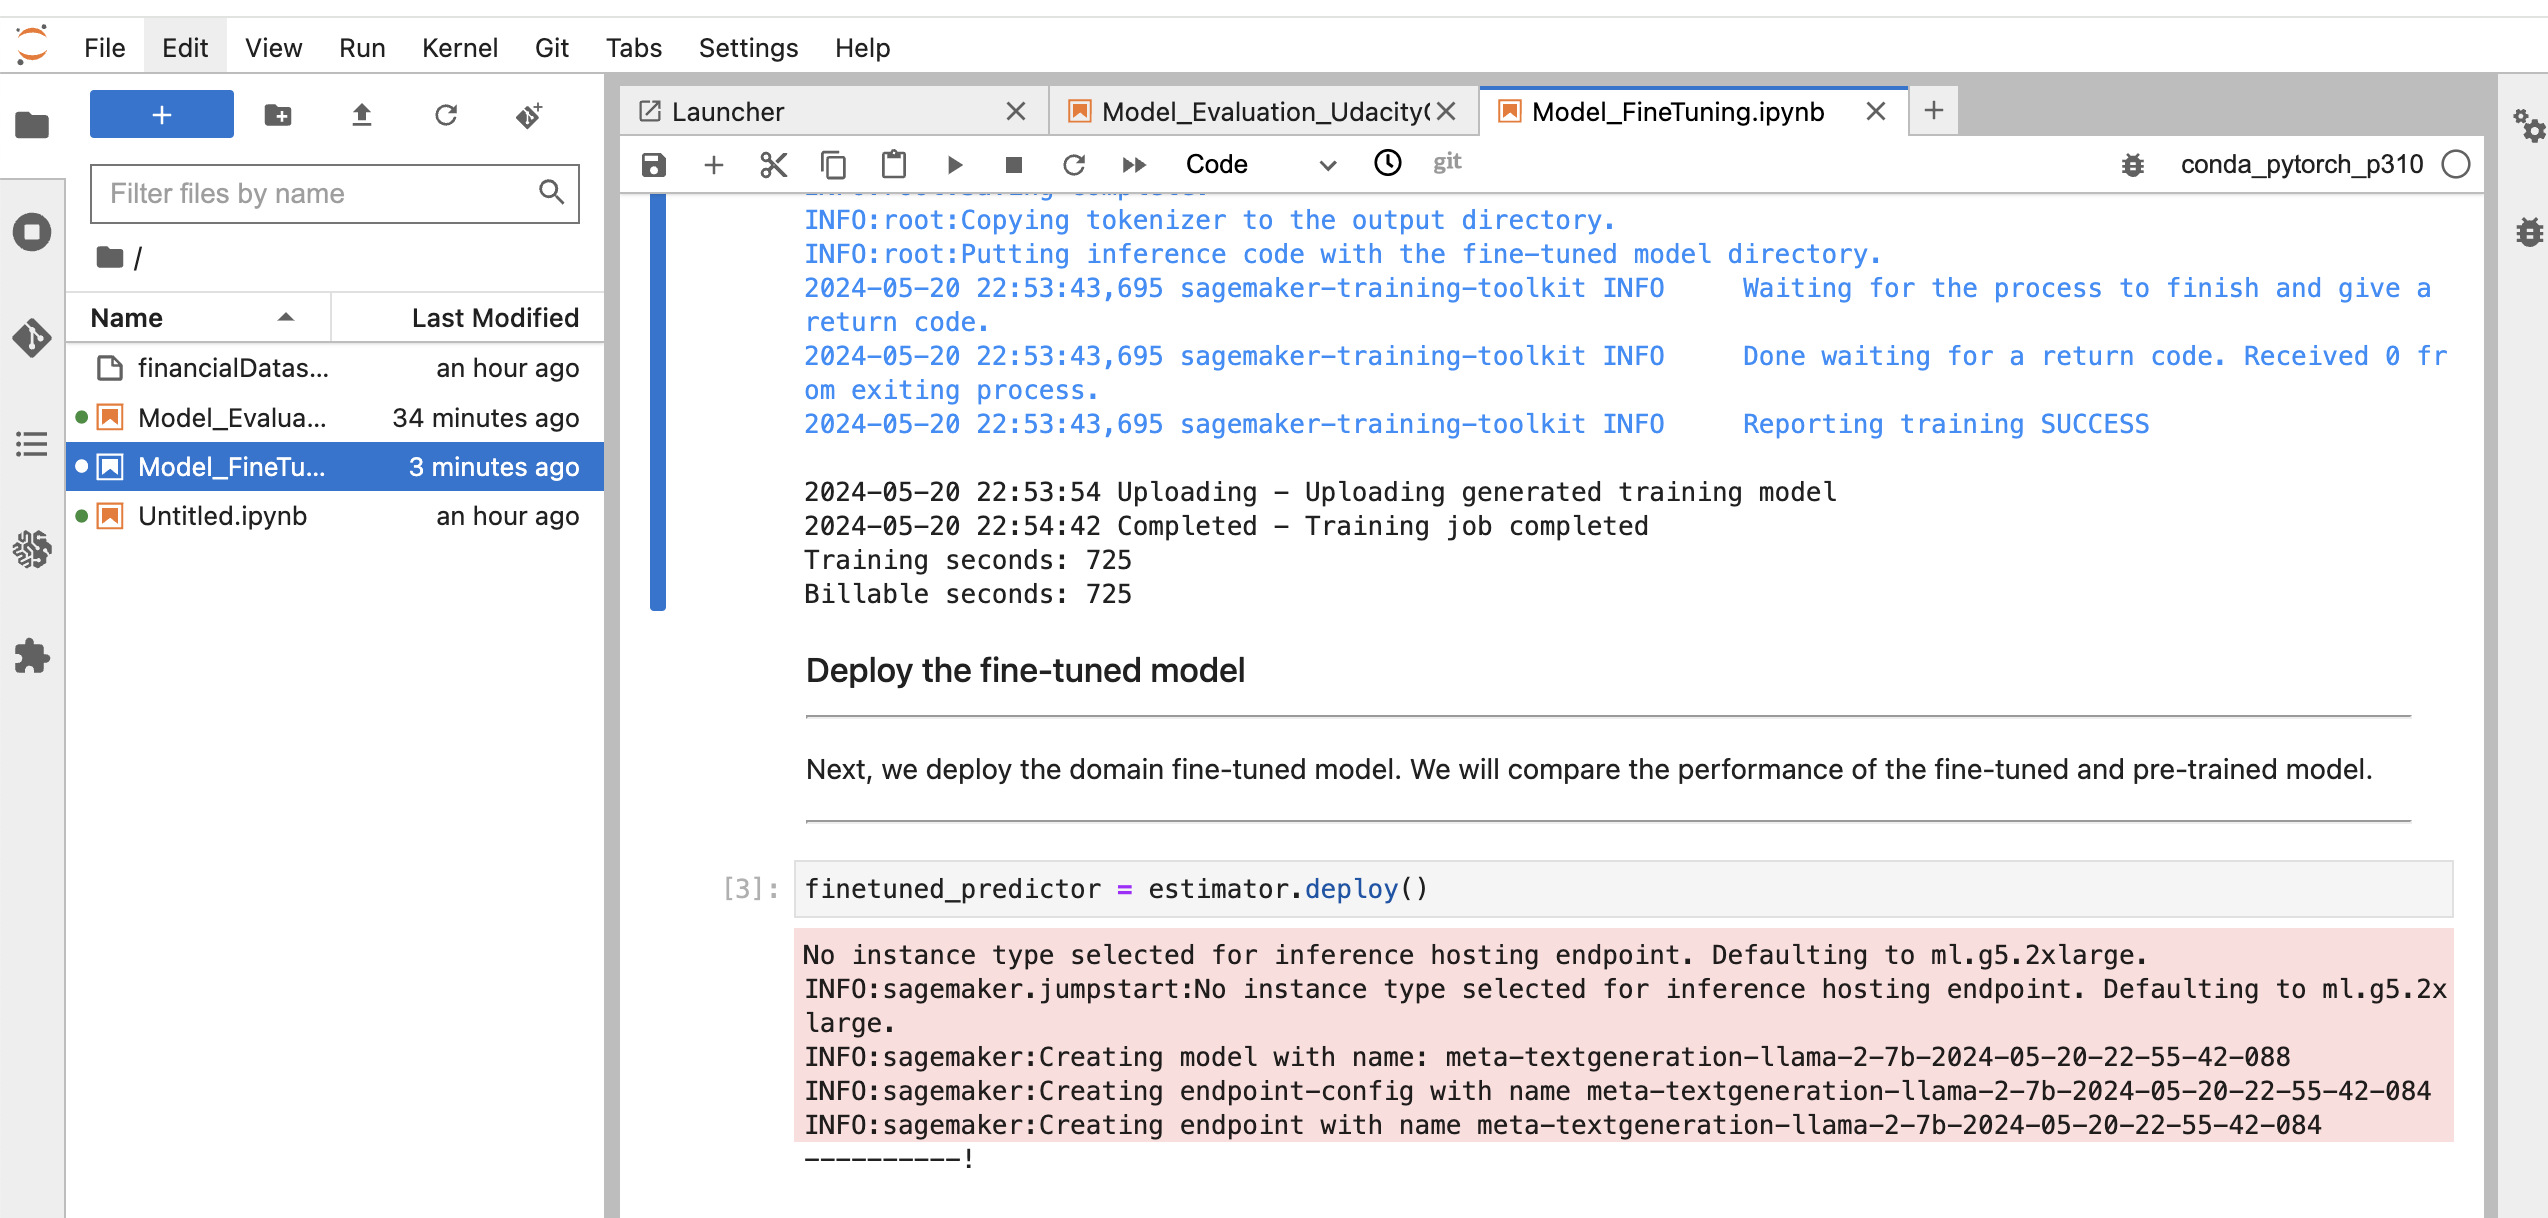 File Edit View Run Kernel Git Tabs Settings Help
Launcher
Model_Evaluation_Udacity
Model_FineTuning.ipynb
Filter files by name
Code
git
conda_pytorch_p310
/
Name Last Modified
financialDatas... an hour ago
Model_Evalua... 34 minutes ago
Model_FineTu... 3 minutes ago
Untitled.ipynb an hour ago
INFO:root:Copying tokenizer to the output directory.
INFO:root:Putting inference code with the fine-tuned model directory.
2024-05-20 22:53:43,695 sagemaker-training-toolkit INFO     Waiting for the process to finish and give a
return code.
2024-05-20 22:53:43,695 sagemaker-training-toolkit INFO     Done waiting for a return code. Received 0 fr
om exiting process.
2024-05-20 22:53:43,695 sagemaker-training-toolkit INFO     Reporting training SUCCESS
2024-05-20 22:53:54 Uploading - Uploading generated training model
2024-05-20 22:54:42 Completed - Training job completed
Training seconds: 725
Billable seconds: 725
Deploy the fine-tuned model
Next, we deploy the domain fine-tuned model. We will compare the performance of the fine-tuned and pre-trained model.
[3]: finetuned_predictor = estimator.deploy()
No instance type selected for inference hosting endpoint. Defaulting to ml.g5.2xlarge.
INFO:sagemaker.jumpstart:No instance type selected for inference hosting endpoint. Defaulting to ml.g5.2x
large.
INFO:sagemaker:Creating model with name: meta-textgeneration-llama-2-7b-2024-05-20-22-55-42-088
INFO:sagemaker:Creating endpoint-config with name meta-textgeneration-llama-2-7b-2024-05-20-22-55-42-084
INFO:sagemaker:Creating endpoint with name meta-textgeneration-llama-2-7b-2024-05-20-22-55-42-084
----------!